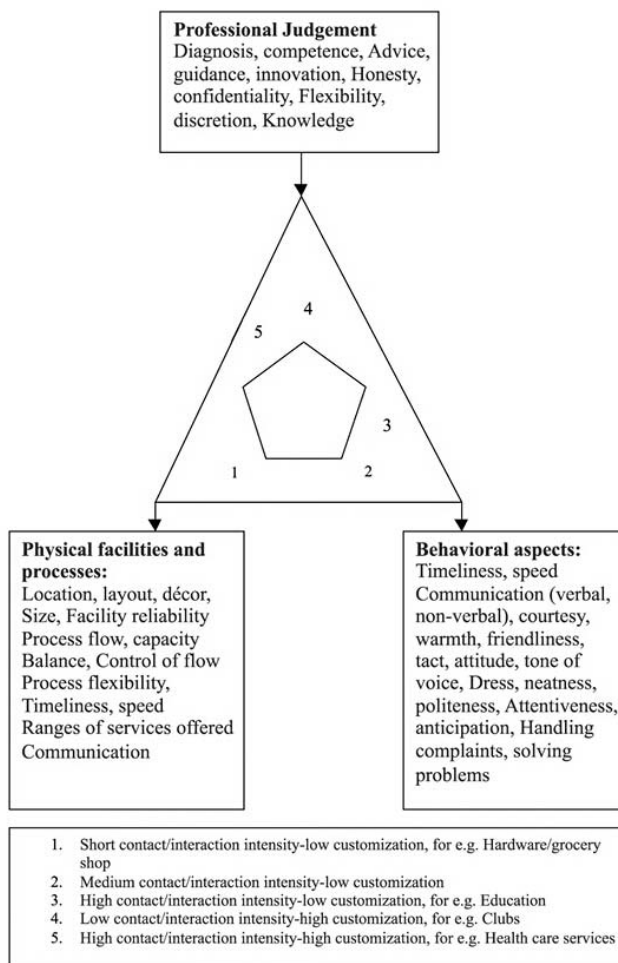 Professional Judgement
Diagnosis, competence, Advice,
guidance, innovation, Honesty,
confidentiality, Flexibility,
discretion, Knowledge
4
5
3
1
2
Physical facilities and
processes:
Location, layout, décor,
Size, Facility reliability
Process flow, capacity
Balance, Control of flow
Process flexibility,
Timeliness, speed
Ranges of services offered
Communication
Behavioral aspects:
Timeliness, speed
Communication (verbal,
non-verbal), courtesy,
warmth, friendliness,
tact, attitude, tone of
voice, Dress, neatness,
politeness, Attentiveness,
anticipation, Handling
complaints, solving
problems
1. Short contact/interaction intensity-low customization, for e.g. Hardware/grocery
shop
2. Medium contact/interaction intensity-low customization
3. High contact/interaction intensity-low customization, for e.g. Education
4. Low contact/interaction intensity-high customization, for e.g. Clubs
5. High contact/interaction intensity-high customization, for e.g. Health care services